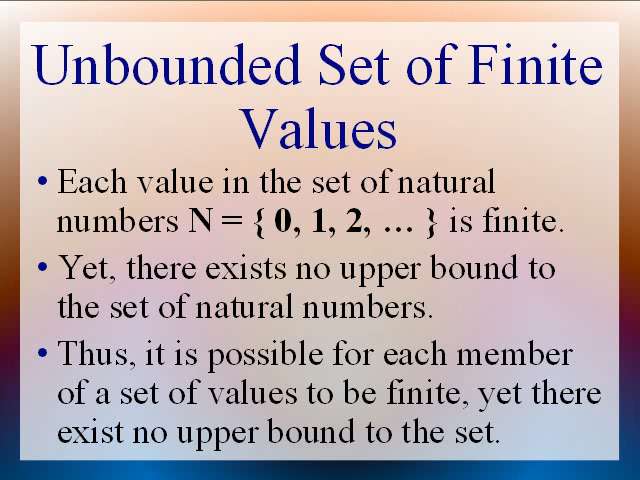 Unbounded Set of Finite
Values
• Each value in the set of natural
numbers N = { 0, 1, 2, … } is finite.
• Yet, there exists no upper bound to
the set of natural numbers.
• Thus, it is possible for each member
of a set of values to be finite, yet there
exist no upper bound to the set.